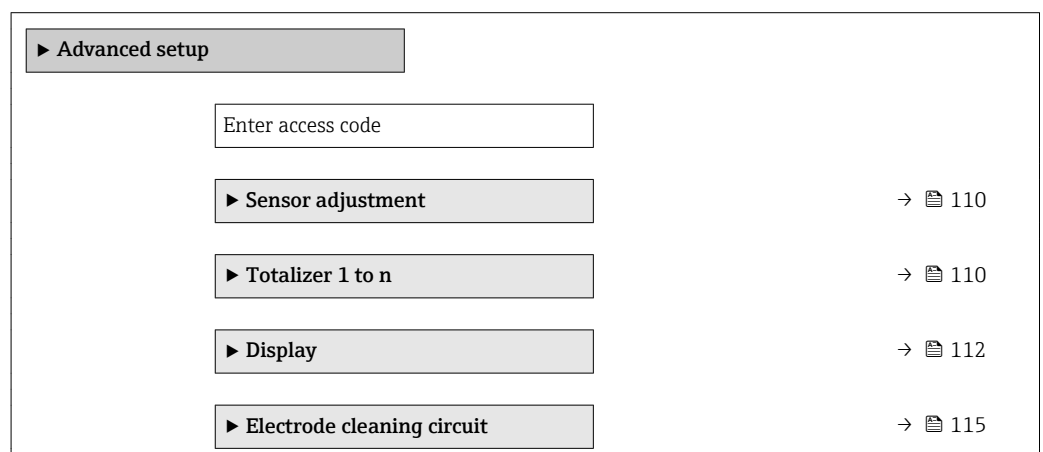 ▶ Advanced setup
Enter access code
▶ Sensor adjustment → 110
▶ Totalizer 1 to n → 110
▶ Display → 112
▶ Electrode cleaning circuit → 115